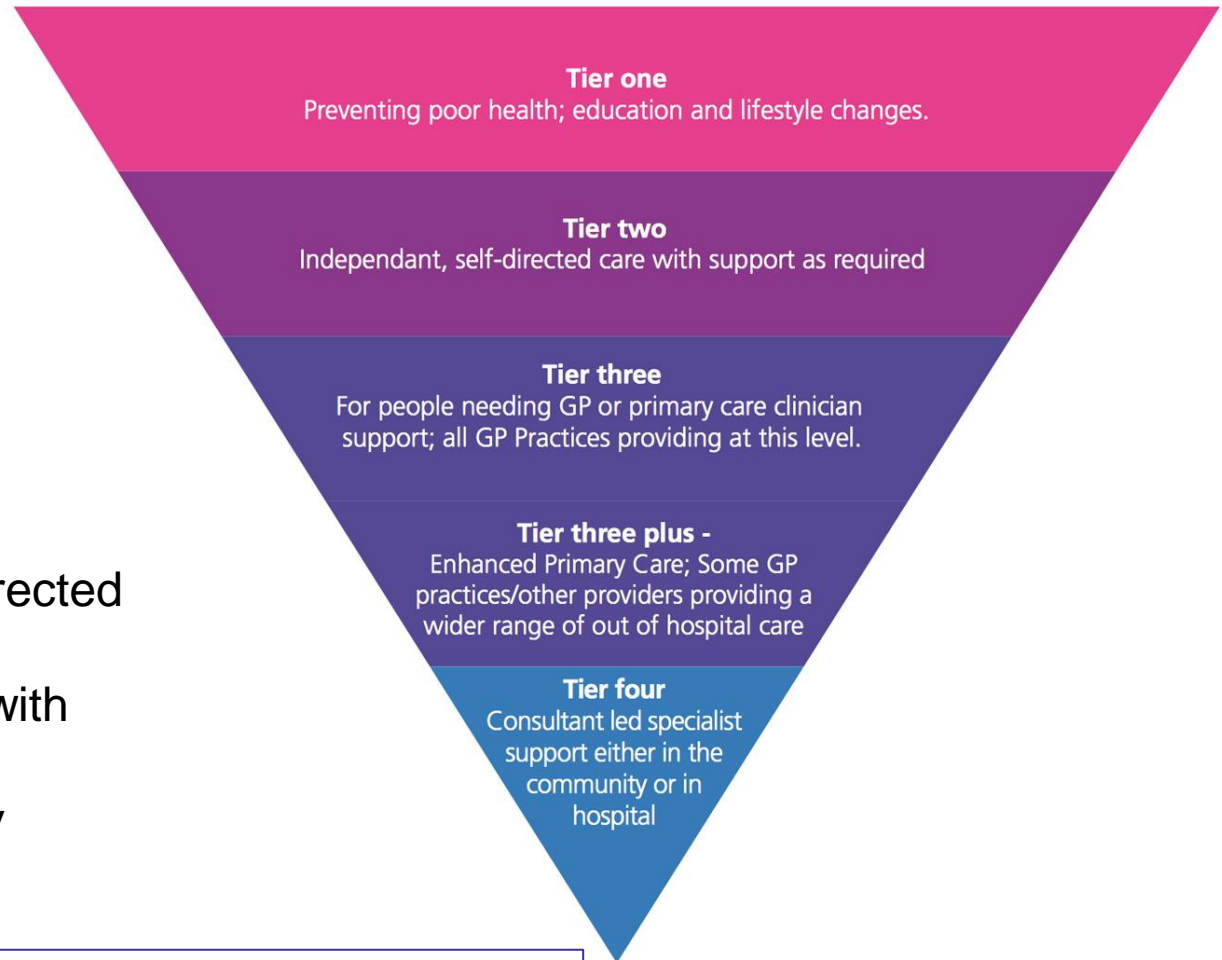 Tier one
Preventing poor health; education and lifestyle changes.
Tier two
Independant, self-directed care with support as required
Tier three
For people needing GP or primary care clinician
support; all GP Practices providing at this level.
Tier three plus -
Enhanced Primary Care; Some GP
practices/other providers providing a
wider range of out of hospital care
Tier four
Consultant led specialist
support either in the
community or in
hospital
rected
with